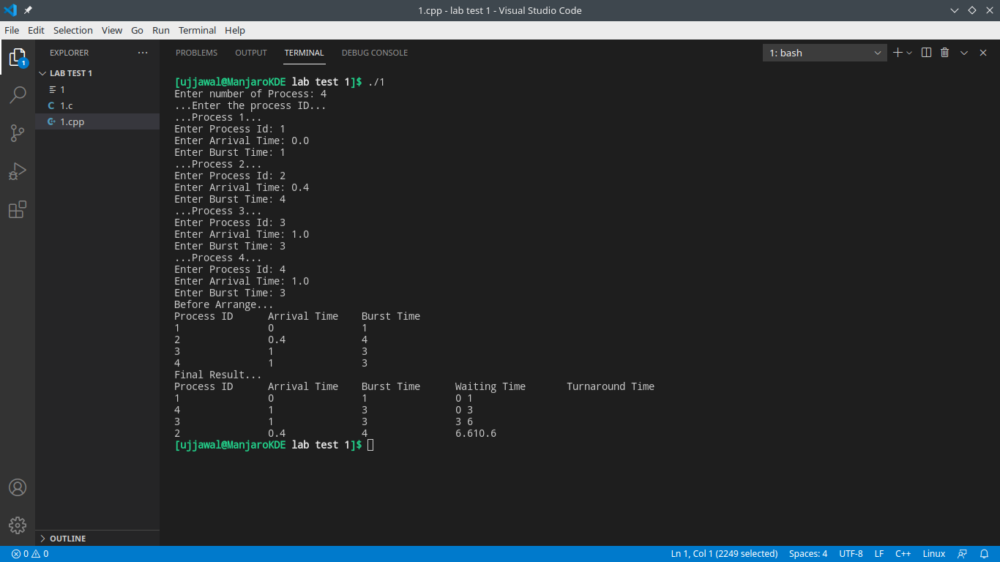 1.cpp - lab test 1 - Visual Studio Code
File Edit Selection View Go Run Terminal Help
EXPLORER ...
1
LAB TEST 1
1
C 1.c
1.cpp
OUTLINE
PROBLEMS OUTPUT TERMINAL DEBUG CONSOLE
1: bash
[ujjawal@ManjaroKDE lab test 1]$ ./1
Enter number of Process: 4
...Enter the process ID...
...Process 1...
Enter Process Id: 1
Enter Arrival Time: 0.0
Enter Burst Time: 1
...Process 2...
Enter Process Id: 2
Enter Arrival Time: 0.4
Enter Burst Time: 4
...Process 3...
Enter Process Id: 3
Enter Arrival Time: 1.0
Enter Burst Time: 3
...Process 4...
Enter Process Id: 4
Enter Arrival Time: 1.0
Enter Burst Time: 3
Before Arrange...
Process ID Arrival Time Burst Time
1 0 1
2 0.4 4
3 1 3
4 1 3
Final Result...
Process ID Arrival Time Burst Time Waiting Time Turnaround Time
1 0 1 0 1
4 1 3 0 3
3 1 3 3 6
2 0.4 4 6.610.6
[ujjawal@ManjaroKDE lab test 1]$
0 0 Ln 1, Col 1 (2249 selected) Spaces: 4 UTF-8 LF C++ Linux